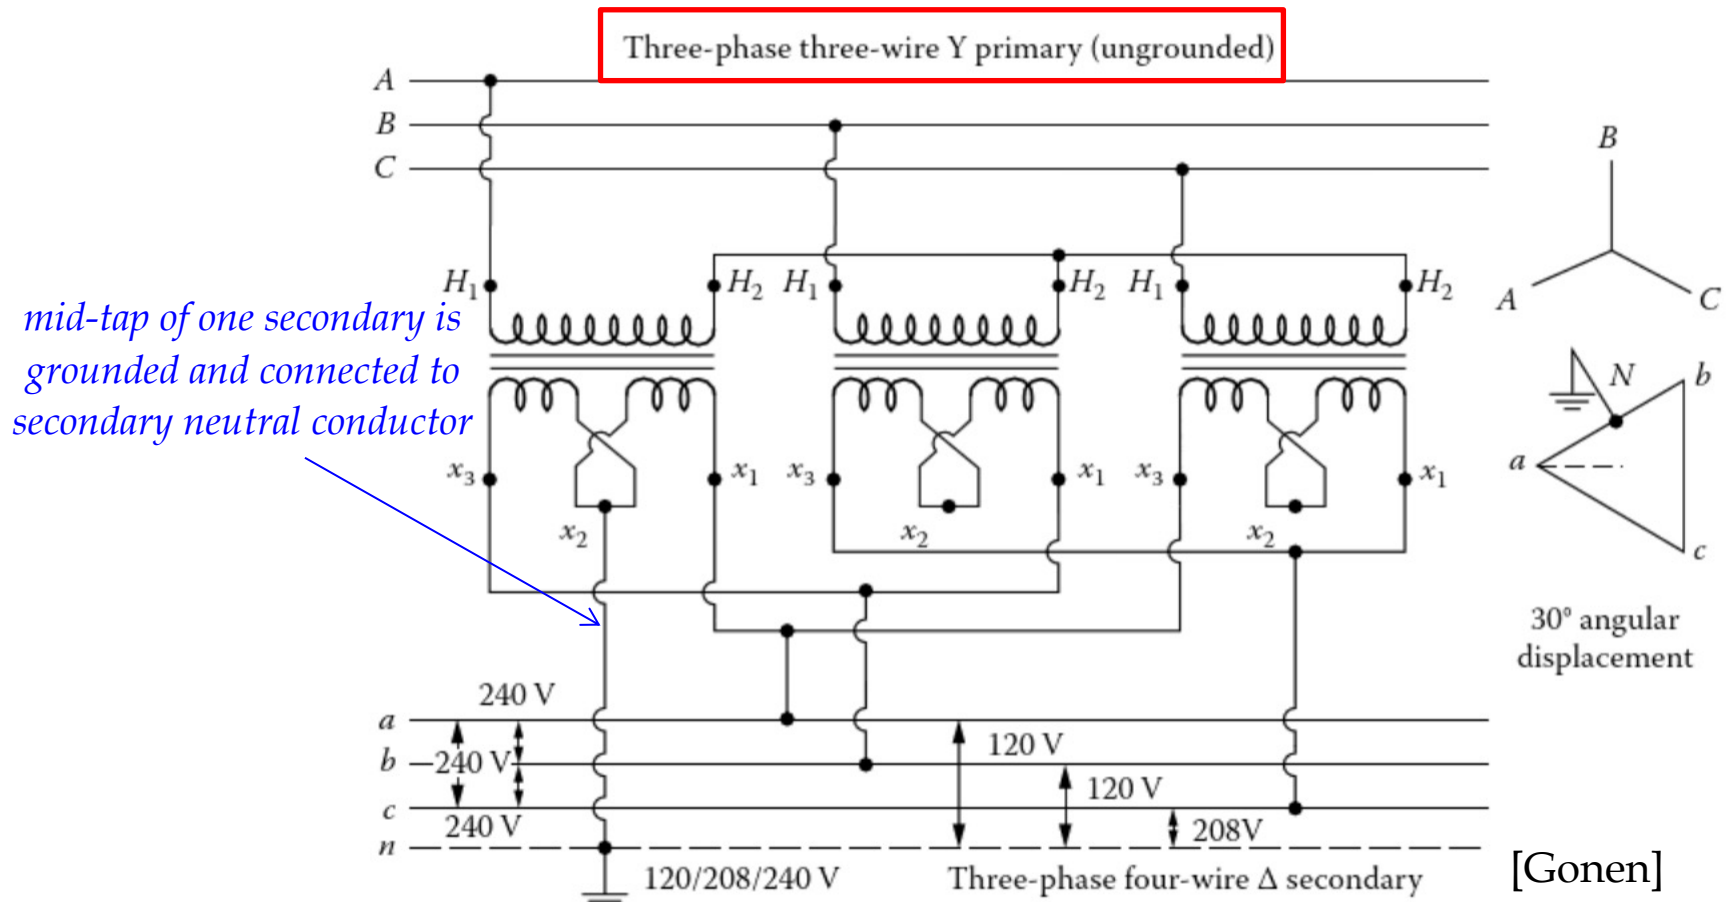 Three-phase three-wire Y primary (ungrounded)
A
B
C
H₁
H₂
H₁
H₂
H₁
H₂
mid-tap of one secondary is
grounded and connected to
secondary neutral conductor
x₃
x₁
x₃
x₁
x₃
x₁
x₂
x₂
x₂
B
A
C
N
b
a
c
30° angular
displacement
240 V
a
b
240 V
c
240 V
n
120 V
120 V
208V
120/208/240 V
Three-phase four-wire Δ secondary
[Gonen]